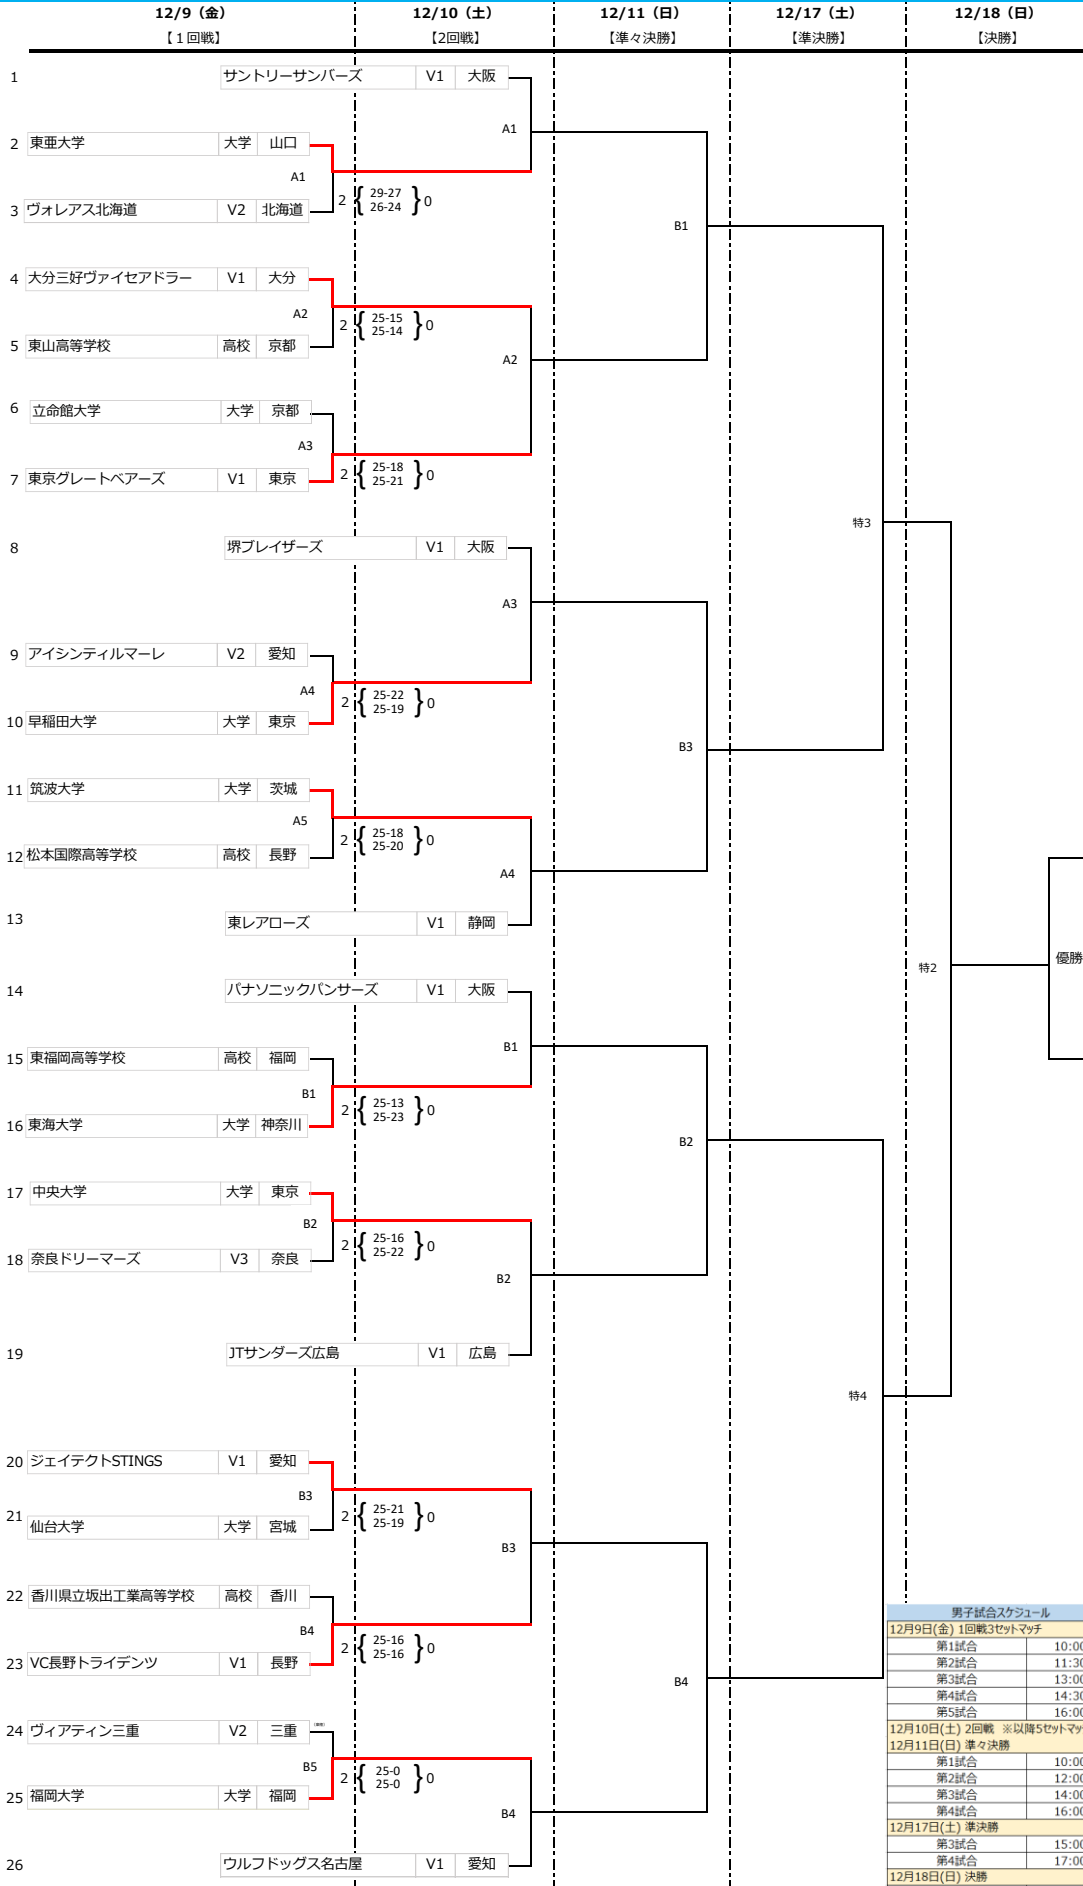 12/9（金） 12/10（土） 12/11（日） 12/17（土） 12/18（日）
【１回戦】 【2回戦】 【準々決勝】 【準決勝】 【決勝】
1 サントリーサンバーズ V1 大阪
A1
2 東亜大学 大学 山口
A1
2 { 29-27 } 0
26-24
3 ヴォレアス北海道 V2 北海道
B1
4 大分三好ヴァイセアドラー V1 大分
A2
2 { 25-15 } 0
25-14
5 東山高等学校 高校 京都
A2
6 立命館大学 大学 京都
A3
2 { 25-18 } 0
25-21
7 東京グレートベアーズ V1 東京
特3
8 堺ブレイザーズ V1 大阪
A3
9 アイシンティルマーレ V2 愛知
A4
2 { 25-22 } 0
25-19
10 早稲田大学 大学 東京
B3
11 筑波大学 大学 茨城
A5
2 { 25-18 } 0
25-20
12 松本国際高等学校 高校 長野
A4
13 東レアローズ V1 静岡
特2
優勝
14 パナソニックパンサーズ V1 大阪
B1
15 東福岡高等学校 高校 福岡
B1
2 { 25-13 } 0
25-23
16 東海大学 大学 神奈川
B2
17 中央大学 大学 東京
B2
2 { 25-16 } 0
25-22
18 奈良ドリーマーズ V3 奈良
B2
19 JTサンダーズ広島 V1 広島
特4
20 ジェイテクトSTINGS V1 愛知
B3
2 { 25-21 } 0
25-19
21 仙台大学 大学 宮城
B3
22 香川県立坂出工業高等学校 高校 香川
B4
2 { 25-16 } 0
25-16
23 VC長野トライデンツ V1 長野
B4
24 ヴィアティン三重 V2 三重
B5
2 { 25-0 } 0
25-0
25 福岡大学 大学 福岡
B4
26 ウルフドッグス名古屋 V1 愛知
男子試合スケジュール
12月9日(金) 1回戦3セットマッチ
第1試合 10:00
第2試合 11:30
第3試合 13:00
第4試合 14:30
第5試合 16:00
12月10日(土) 2回戦 ※以降5セットマッ
12月11日(日) 準々決勝
第1試合 10:00
第2試合 12:00
第3試合 14:00
第4試合 16:00
12月17日(土) 準決勝
第3試合 15:00
第4試合 17:00
12月18日(日) 決勝